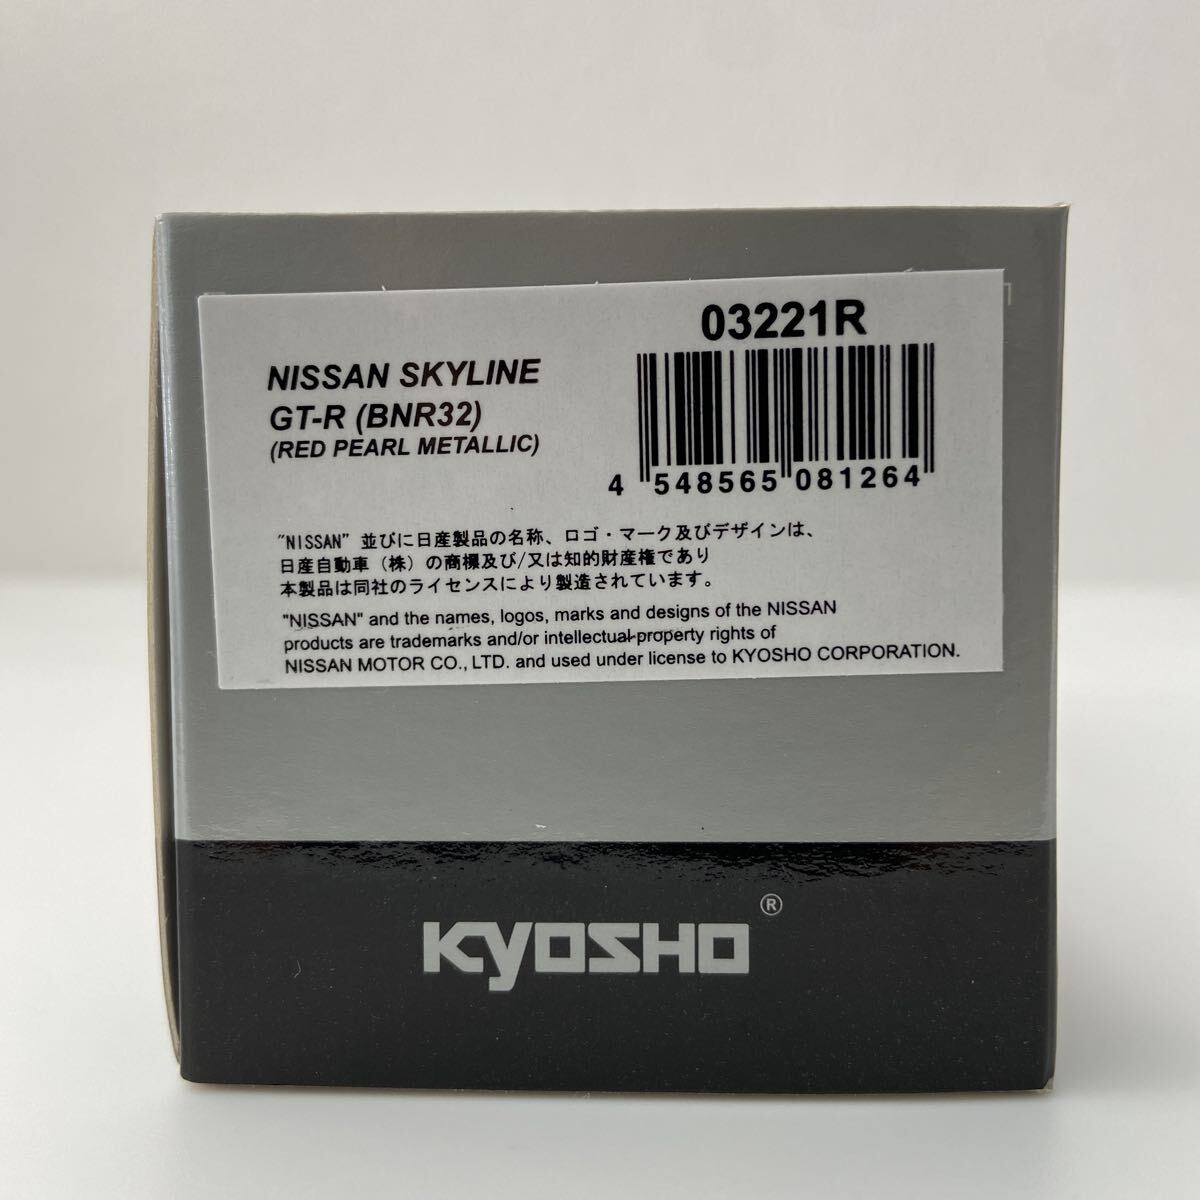 03221R
NISSAN SKYLINE
GT-R (BNR32)
(RED PEARL METALLIC)
4 548565 081264
"NISSAN" 並びに日産製品の名称、ロゴ・マーク及びデザインは、
日産自動車（株）の商標及び/又は知的財産権であり
本製品は同社のライセンスにより製造されています。
"NISSAN" and the names, logos, marks and designs of the NISSAN
products are trademarks and/or intellectual property rights of
NISSAN MOTOR CO., LTD. and used under license to KYOSHO CORPORATION.
KYOSHO ®